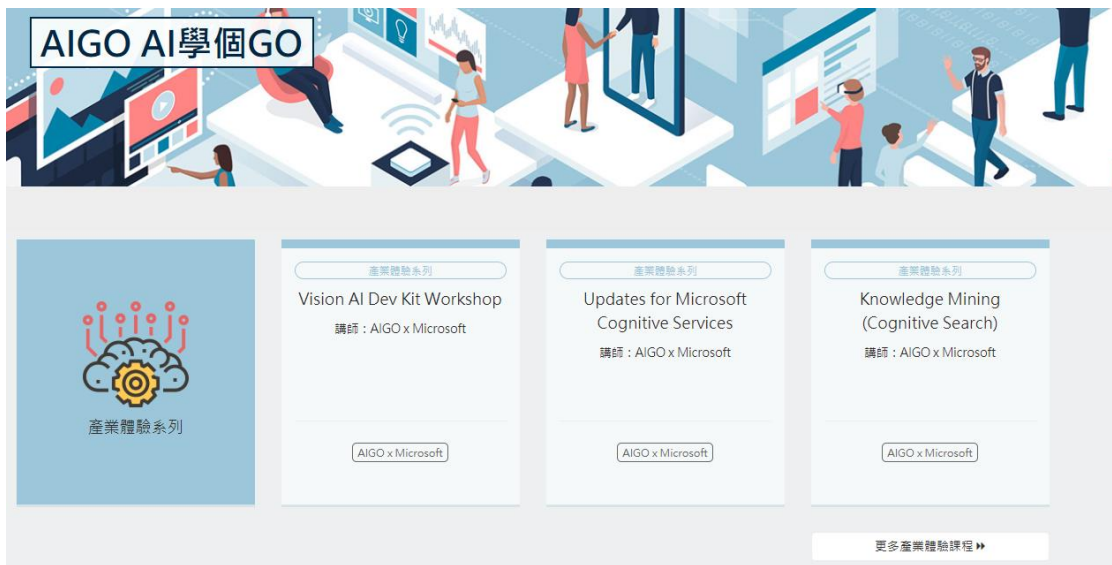 AIGO AI學個GO
產業體驗系列
產業體驗系列
Vision AI Dev Kit Workshop
講師：AIGO x Microsoft
AIGO x Microsoft
產業體驗系列
Updates for Microsoft
Cognitive Services
講師：AIGO x Microsoft
AIGO x Microsoft
產業體驗系列
Knowledge Mining
(Cognitive Search)
講師：AIGO x Microsoft
AIGO x Microsoft
更多產業體驗課程